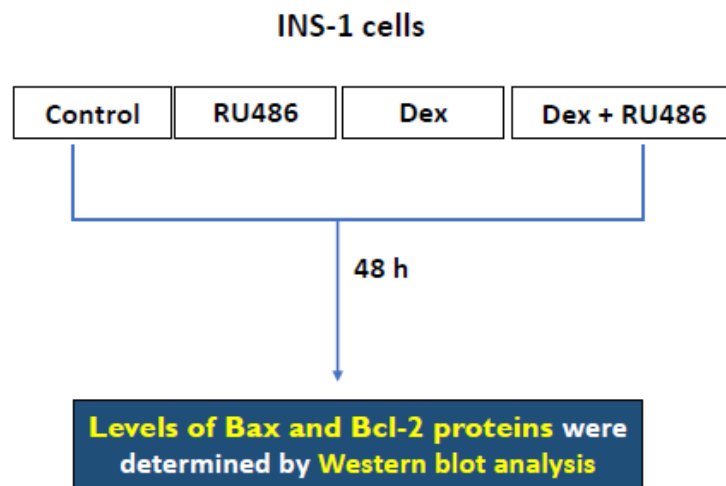 INS-1 cells
Control RU486 Dex Dex + RU486
48 h
Levels of Bax and Bcl-2 proteins were
determined by Western blot analysis